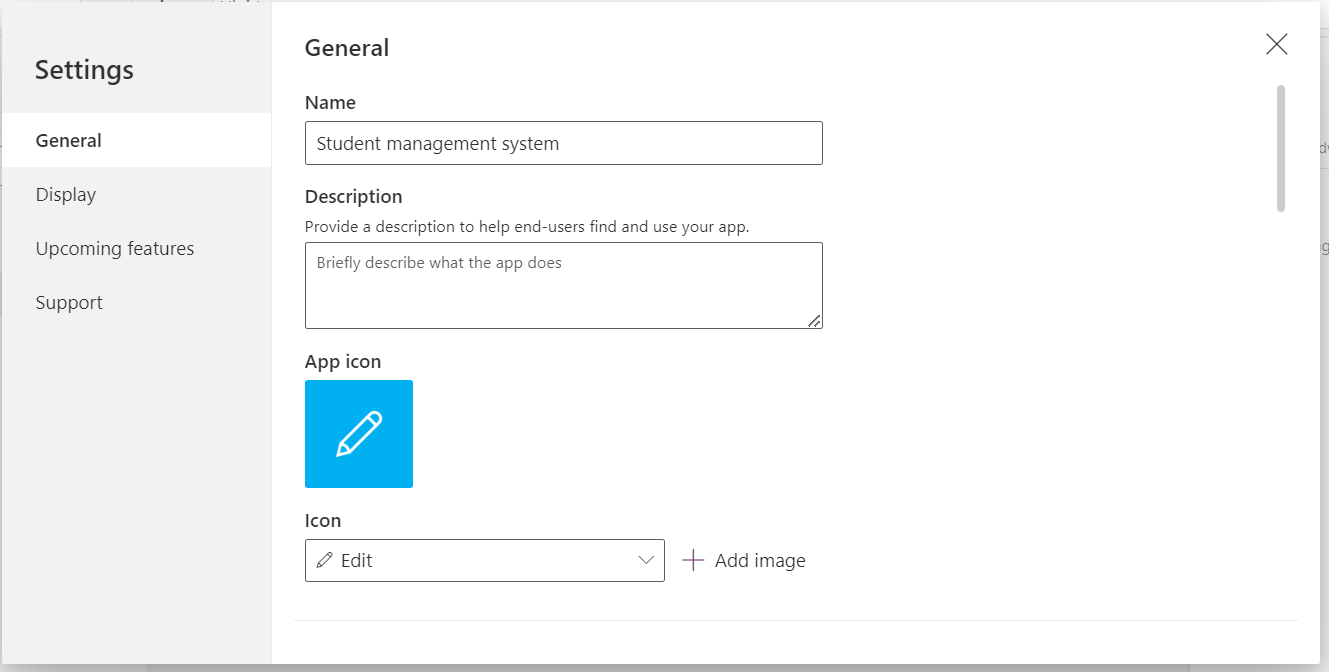 Settings
General
Display
Upcoming features
Support
General
Name
Student management system
Description
Provide a description to help end-users find and use your app.
Briefly describe what the app does
App icon
Icon
Edit
Add image